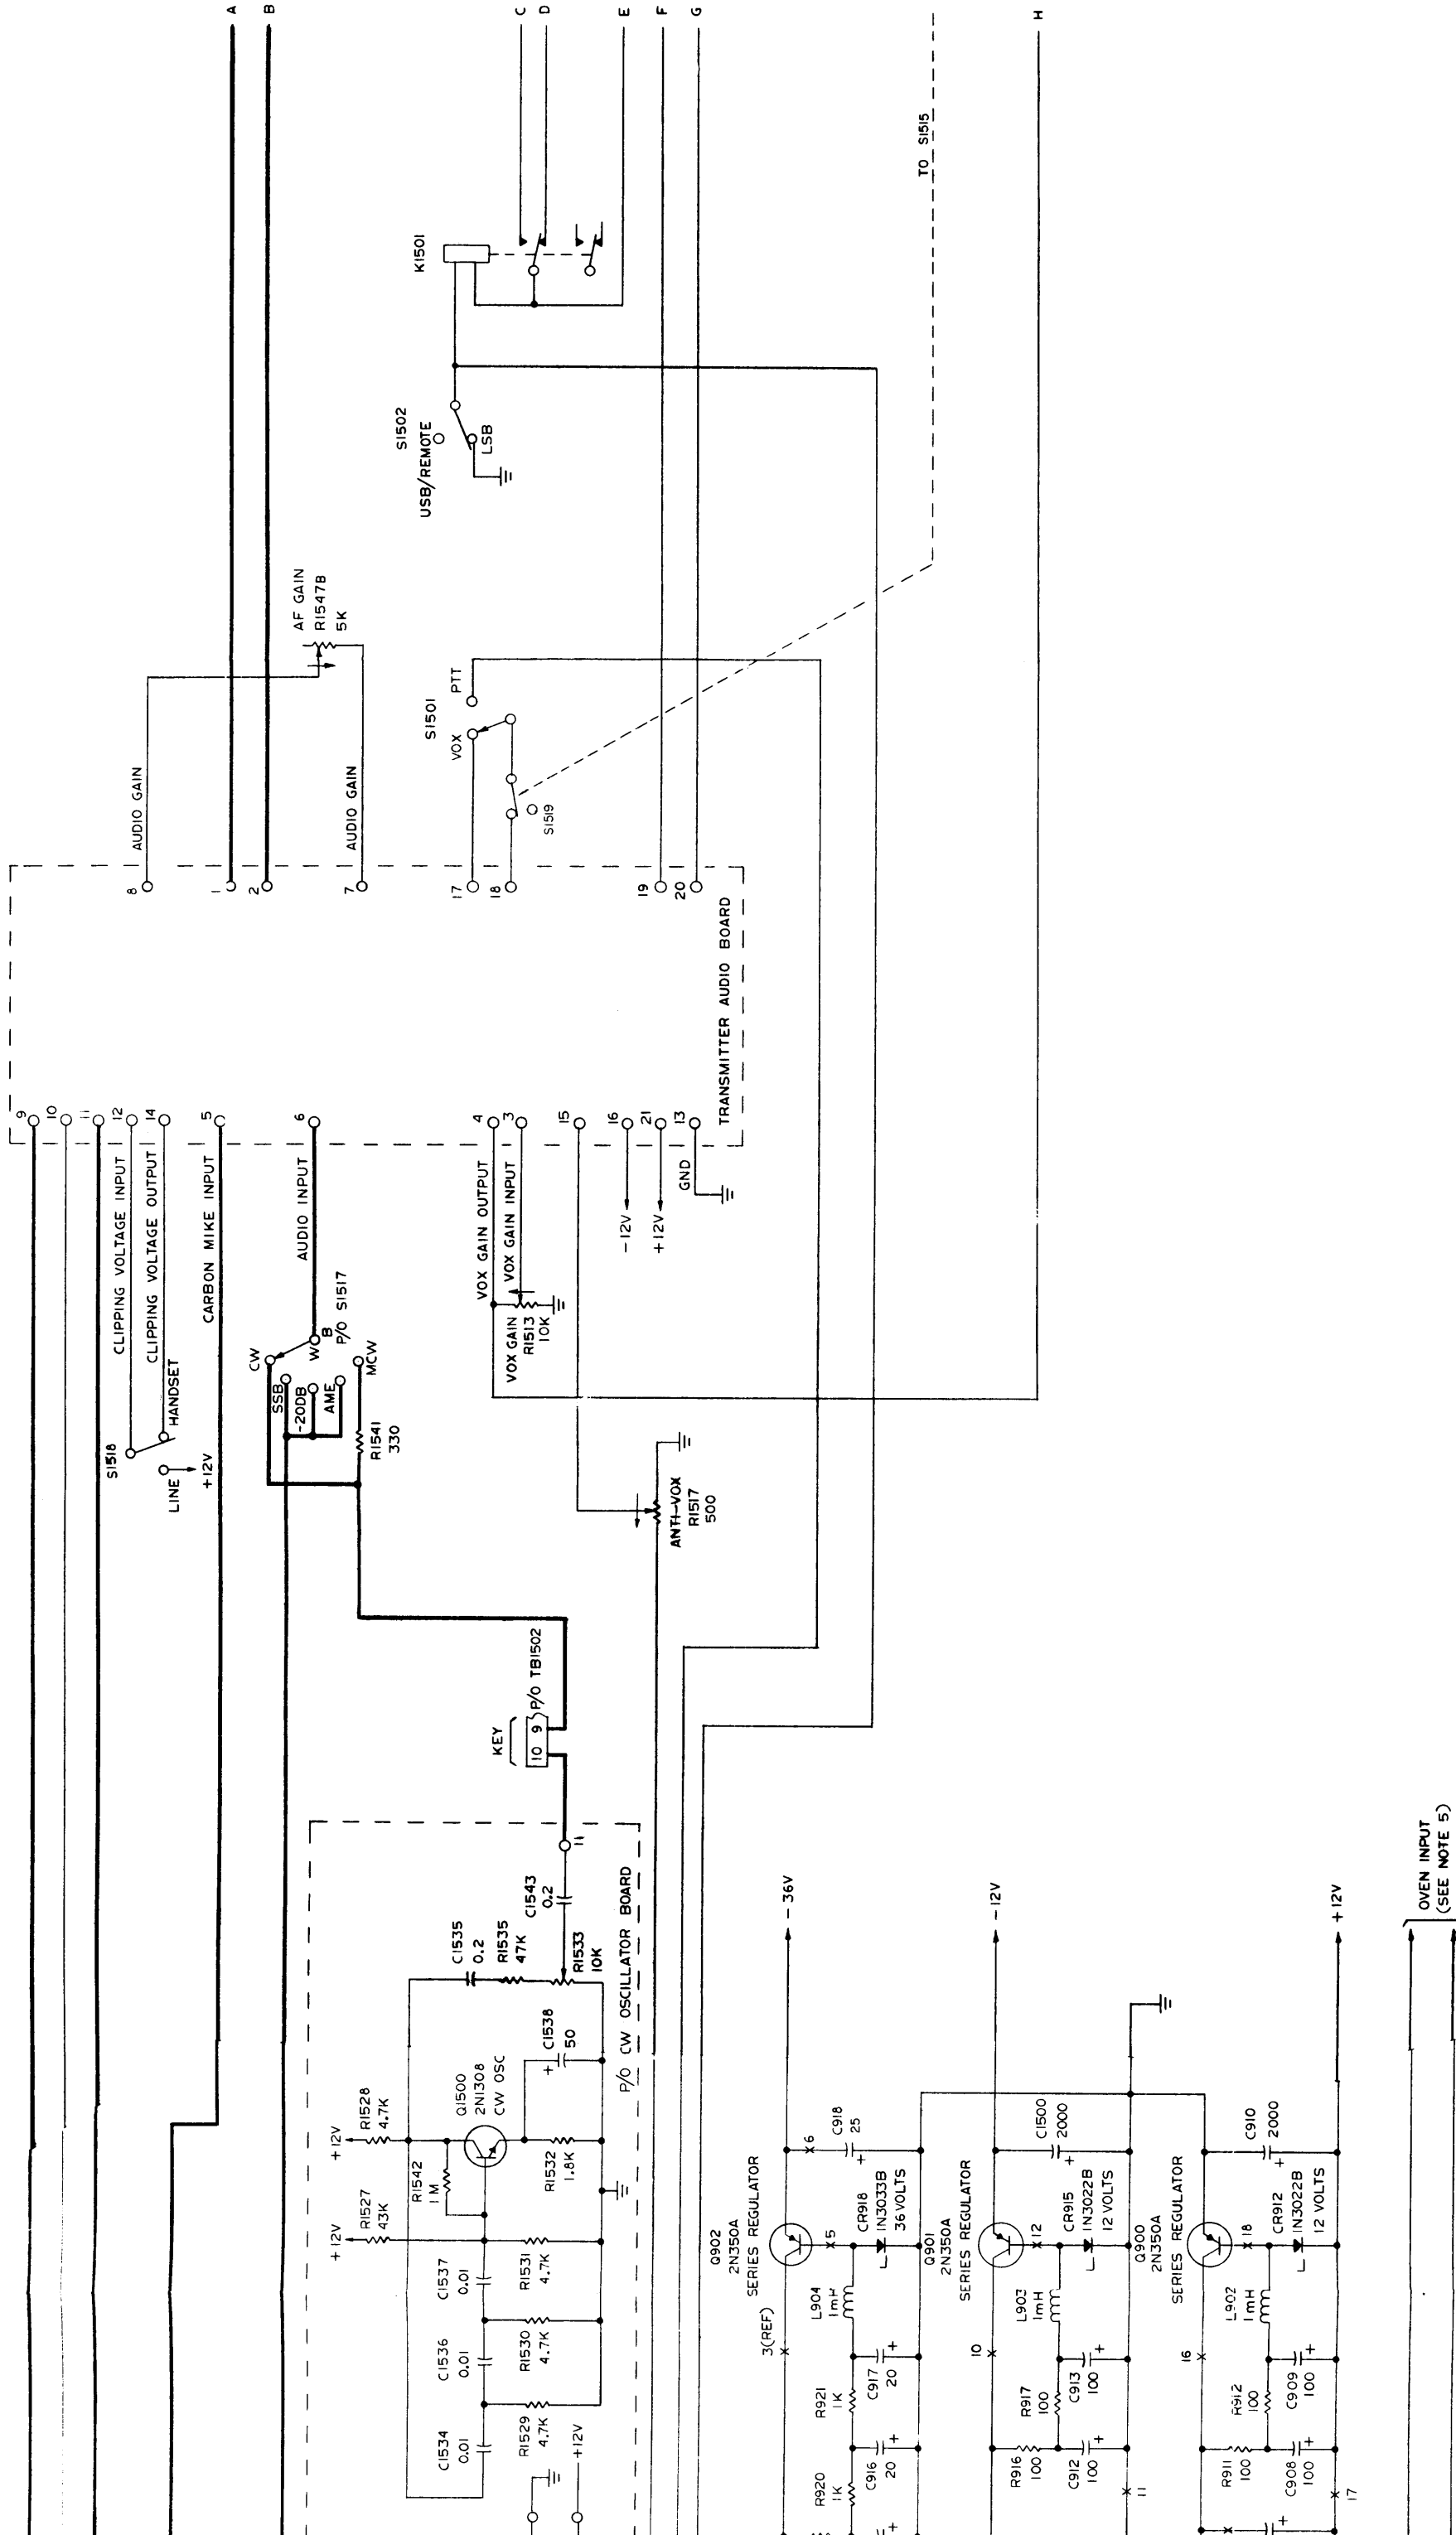 A
B
C
D
E
F
G
H
TO S1515
K1501
S1502
USB/REMOTE
LSB
AF GAIN
R1547B
5K
S1501
PTT
VOX
S1519
AUDIO GAIN
AUDIO GAIN
8
1
2
7
17
18
19
20
TRANSMITTER AUDIO BOARD
9
10
11
12
14
5
6
4
3
15
16
21
13
CLIPPING VOLTAGE INPUT
CLIPPING VOLTAGE OUTPUT
CARBON MIKE INPUT
AUDIO INPUT
VOX GAIN OUTPUT
VOX GAIN INPUT
-12V
+12V
GND
S1518
HANDSET
LINE
+12V
CW
SSB
-20DB
AME
MCW
W
B
P/O S1517
R1541
330
VOX GAIN
R1513
10K
ANTI-VOX
R1517
500
KEY
10 9
P/O TB1502
11
C1543
0.2
P/O CW OSCILLATOR BOARD
C1535
0.2
R1535
47K
R1533
10K
+ C1538
50
Q1500
2N1308
CW OSC
+12V
R1528
4.7K
R1542
1 M
R1532
1.8K
+12V
R1527
43K
C1537
0.01
R1531
4.7K
C1536
0.01
R1530
4.7K
C1534
0.01
R1529
4.7K
+12V
-36V
-12V
+12V
OVEN INPUT
(SEE NOTE 5)
Q902
2N350A
SERIES REGULATOR
6
C918
25
+
5
CR918
1N3033B
36 VOLTS
3(REF)
L904
1mH
C917
20
+
R921
1K
C916
20
+
R920
1K
+
Q901
2N350A
SERIES REGULATOR
C1500
2000
+
12
CR915
1N3022B
12 VOLTS
L903
1mH
10
C913
100
+
R917
100
R916
100
C912
100
+
11
Q900
2N350A
SERIES REGULATOR
C910
2000
+
18
CR912
1N3022B
12 VOLTS
L902
1mH
16
C909
100
+
R912
100
R911
100
C908
100
+
17
+